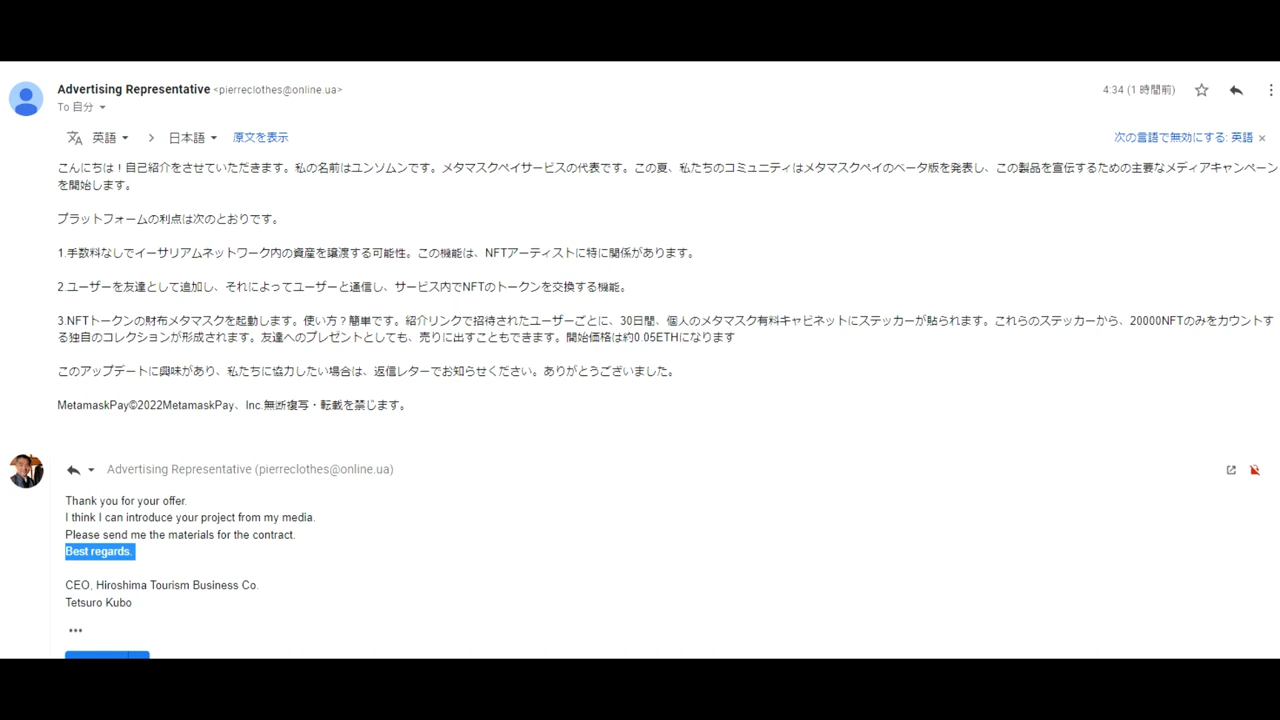 Advertising Representative <pierreclothes@online.ua>
4:34 (1 時間前)
To 自分
英語 > 日本語 原文を表示
次の言語で無効にする: 英語 ×
こんにちは！自己紹介をさせていただきます。私の名前はユンソムンです。メタマスクペイサービスの代表です。この夏、私たちのコミュニティはメタマスクペイのベータ版を発表し、この製品を宣伝するための主要なメディアキャンペーン
を開始します。
プラットフォームの利点は次のとおりです。
1.手数料なしでイーサリアムネットワーク内の資産を譲渡する可能性。この機能は、NFTアーティストに特に関係があります。
2.ユーザーを友達として追加し、それによってユーザーと通信し、サービス内でNFTのトークンを交換する機能。
3.NFTトークンの財布メタマスクを起動します。使い方？簡単です。紹介リンクで招待されたユーザーごとに、30日間、個人のメタマスク有料キャビネットにステッカーが貼られます。これらのステッカーから、20000NFTのみをカウントす
る独自のコレクションが形成されます。友達へのプレゼントとしても、売りに出すこともできます。開始価格は約0.05ETHになります
このアップデートに興味があり、私たちに協力したい場合は、返信レターでお知らせください。ありがとうございました。
MetamaskPay©2022MetamaskPay、Inc.無断複写・転載を禁じます。
Advertising Representative (pierreclothes@online.ua)
Thank you for your offer.
I think I can introduce your project from my media.
Please send me the materials for the contract.
Best regards.
CEO, Hiroshima Tourism Business Co.
Tetsuro Kubo